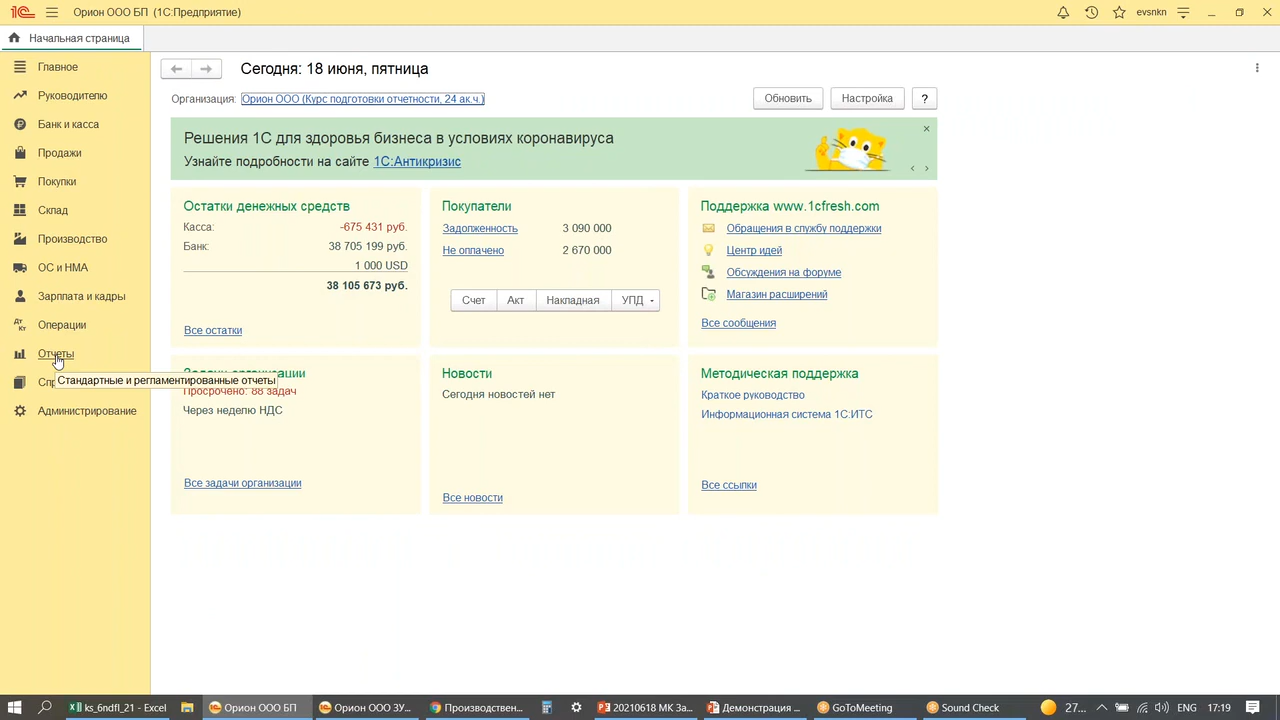 Орион ООО БП (1С:Предприятие)
evsnkn
Начальная страница
Главное
Руководителю
Банк и касса
Продажи
Покупки
Склад
Производство
ОС и НМА
Зарплата и кадры
Дт Кт
Операции
Отчеты
Стандартные и регламентированные отчеты
Администрирование
Сегодня: 18 июня, пятница
Организация: Орион ООО (Курс подготовки отчетности, 24 ак.ч.)
Обновить
Настройка
?
Решения 1С для здоровья бизнеса в условиях коронавируса
Узнайте подробности на сайте 1С:Антикризис
Остатки денежных средств
Касса: -675 431 руб.
Банк: 38 705 199 руб.
1 000 USD
38 105 673 руб.
Все остатки
Покупатели
Задолженность 3 090 000
Не оплачено 2 670 000
Счет Акт Накладная УПД
Поддержка www.1cfresh.com
Обращения в службу поддержки
Центр идей
Обсуждения на форуме
Магазин расширений
Все сообщения
Задачи организации
Просрочено: 88 задач
Через неделю НДС
Все задачи организации
Новости
Сегодня новостей нет
Все новости
Методическая поддержка
Краткое руководство
Информационная система 1С:ИТС
Все ссылки
ks_6ndfl_21 - Excel
Орион ООО БП
Орион ООО ЗУ...
Производствен...
20210618 МК За...
Демонстрация ...
GoToMeeting
Sound Check
27...
ENG
17:19